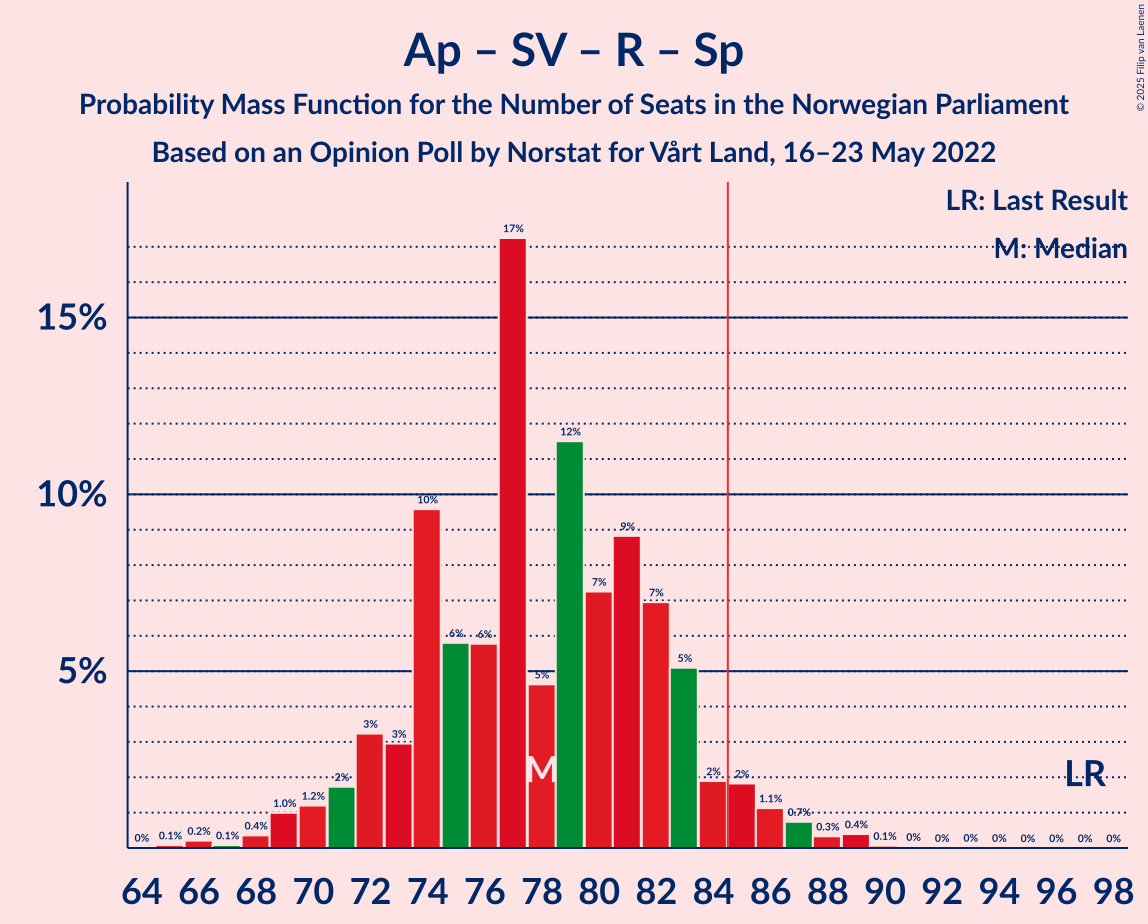 Ap – SV – R – Sp
Probability Mass Function for the Number of Seats in the Norwegian Parliament
Based on an Opinion Poll by Norstat for Vårt Land, 16–23 May 2022
© 2025 Filip van Laenen
LR: Last Result
M: Median
15%
10%
5%
0% 0.1% 0.2% 0.1% 0.4% 1.0% 1.2% 2% 3% 3% 10% 6% 6% 17% 5% 12% 7% 9% 7% 5% 2% 2% 1.1% 0.7% 0.3% 0.4% 0.1% 0% 0% 0% 0% 0% 0% 0% 0%
M
LR
64 66 68 70 72 74 76 78 80 82 84 86 88 90 92 94 96 98